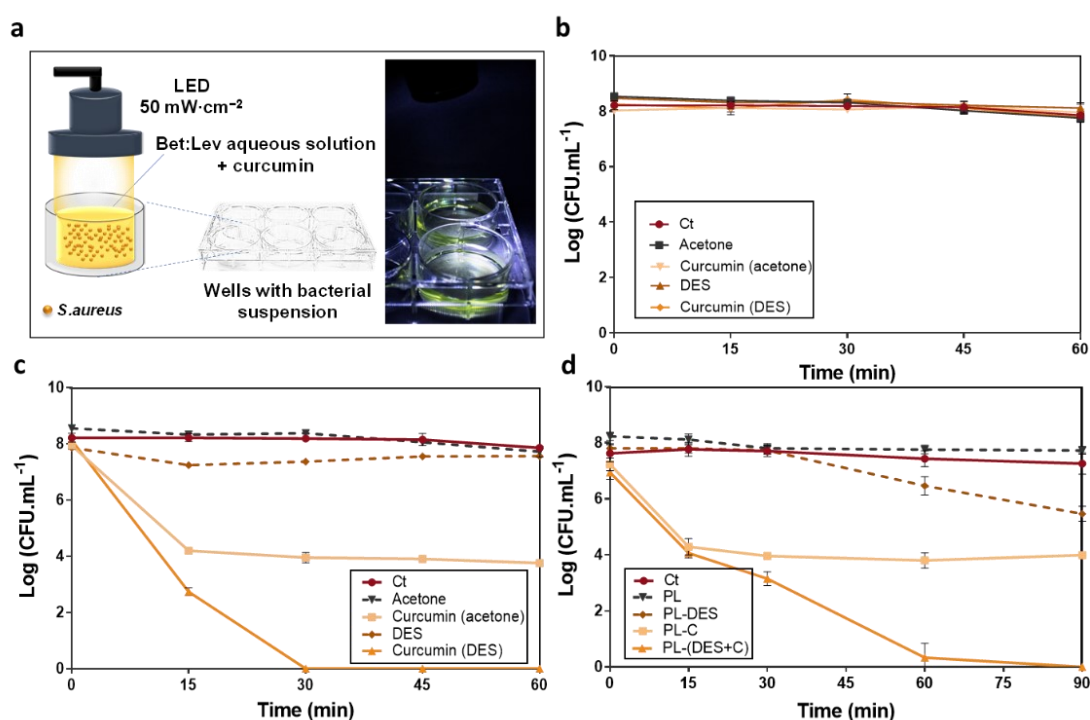 a
LED
50 mW·cm⁻²
Bet:Lev aqueous solution
+ curcumin
Wells with bacterial
suspension
S.aureus
b
10
8
6
4
2
0
Log (CFU.mL⁻¹)
Ct
Acetone
Curcumin (acetone)
DES
Curcumin (DES)
0 15 30 45 60
Time (min)
c
10
8
6
4
2
0
Log (CFU.mL⁻¹)
Ct
Acetone
Curcumin (acetone)
DES
Curcumin (DES)
0 15 30 45 60
Time (min)
d
10
8
6
4
2
0
Log (CFU.mL⁻¹)
Ct
PL
PL-DES
PL-C
PL-(DES+C)
0 15 30 45 60 75 90
Time (min)